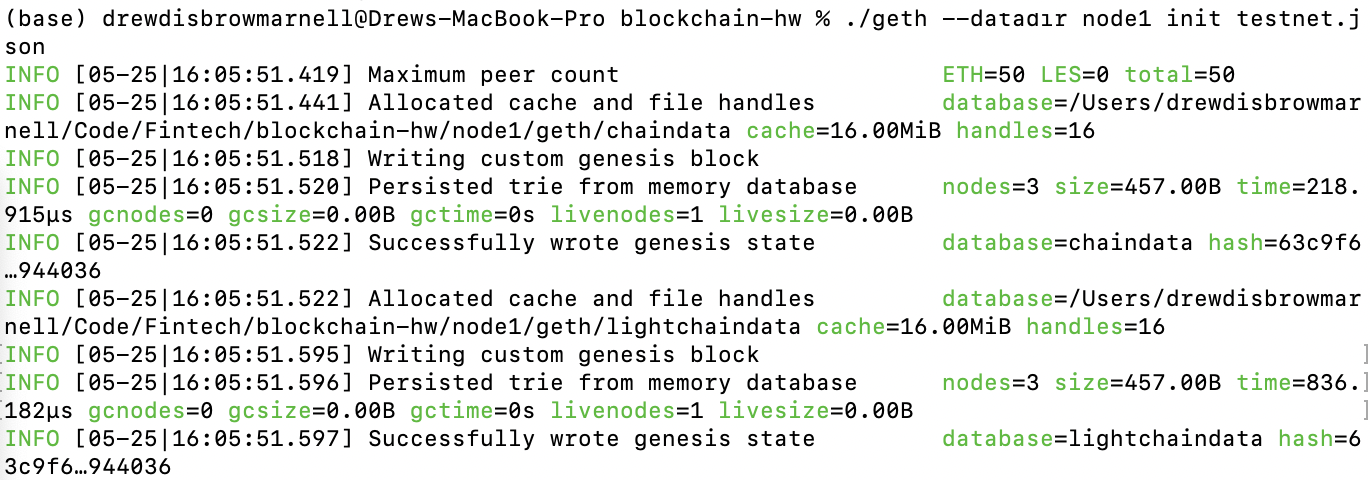 (base) drewdisbrowmarnell@Drews-MacBook-Pro blockchain-hw % ./geth --datadir node1 init testnet.j
son
INFO [05-25|16:05:51.419] Maximum peer count                       ETH=50 LES=0 total=50
INFO [05-25|16:05:51.441] Allocated cache and file handles         database=/Users/drewdisbrowmar
nell/Code/Fintech/blockchain-hw/node1/geth/chaindata cache=16.00MiB handles=16
INFO [05-25|16:05:51.518] Writing custom genesis block
INFO [05-25|16:05:51.520] Persisted trie from memory database      nodes=3 size=457.00B time=218.
915µs gcnodes=0 gcsize=0.00B gctime=0s livenodes=1 livesize=0.00B
INFO [05-25|16:05:51.522] Successfully wrote genesis state         database=chaindata hash=63c9f6
…944036
INFO [05-25|16:05:51.522] Allocated cache and file handles         database=/Users/drewdisbrowmar
nell/Code/Fintech/blockchain-hw/node1/geth/lightchaindata cache=16.00MiB handles=16
[INFO [05-25|16:05:51.595] Writing custom genesis block ]
[INFO [05-25|16:05:51.596] Persisted trie from memory database      nodes=3 size=457.00B time=836.]
[182µs gcnodes=0 gcsize=0.00B gctime=0s livenodes=1 livesize=0.00B ]
INFO [05-25|16:05:51.597] Successfully wrote genesis state         database=lightchaindata hash=6
3c9f6…944036